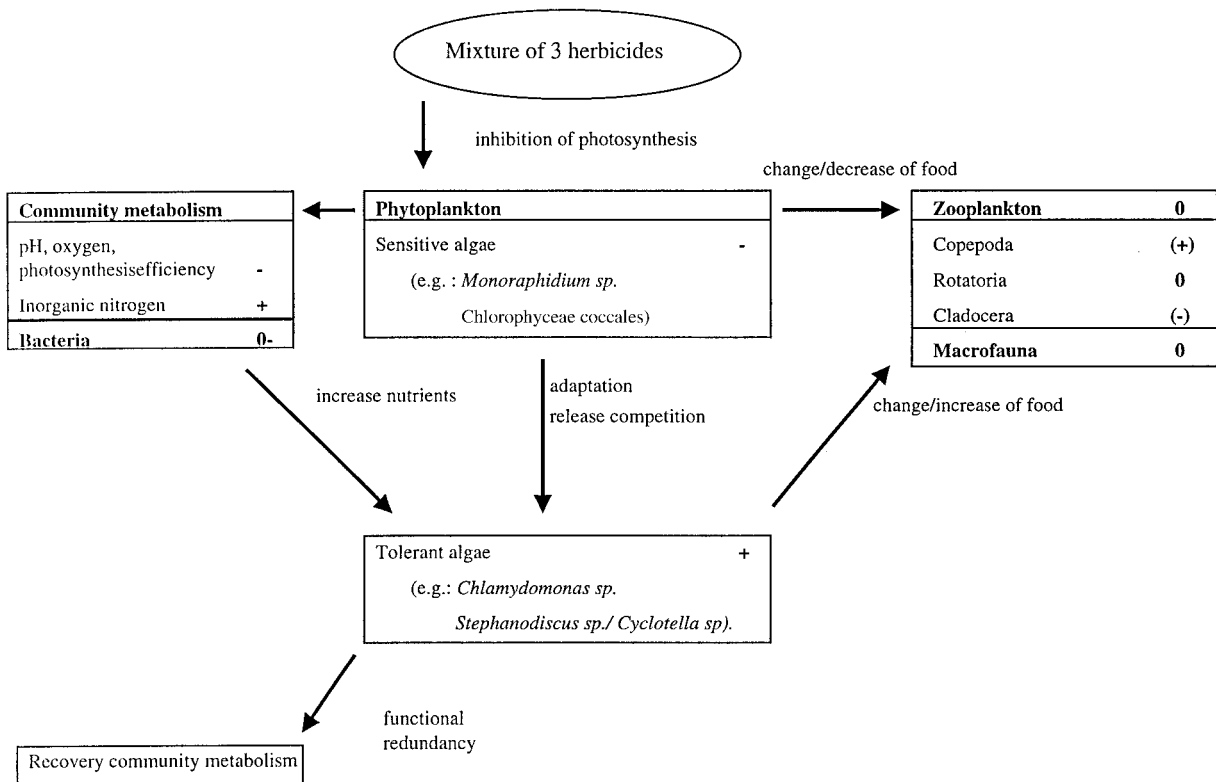 Mixture of 3 herbicides
inhibition of photosynthesis
change/decrease of food
Community metabolism
pH, oxygen,
photosynthesisefficiency -
Inorganic nitrogen +
Bacteria 0-
Phytoplankton
Sensitive algae -
(e.g. : Monoraphidium sp.
Chlorophyceae coccales)
Zooplankton 0
Copepoda (+)
Rotatoria 0
Cladocera (-)
Macrofauna 0
increase nutrients
adaptation
release competition
change/increase of food
Tolerant algae +
(e.g.: Chlamydomonas sp.
Stephanodiscus sp./ Cyclotella sp).
functional
redundancy
Recovery community metabolism